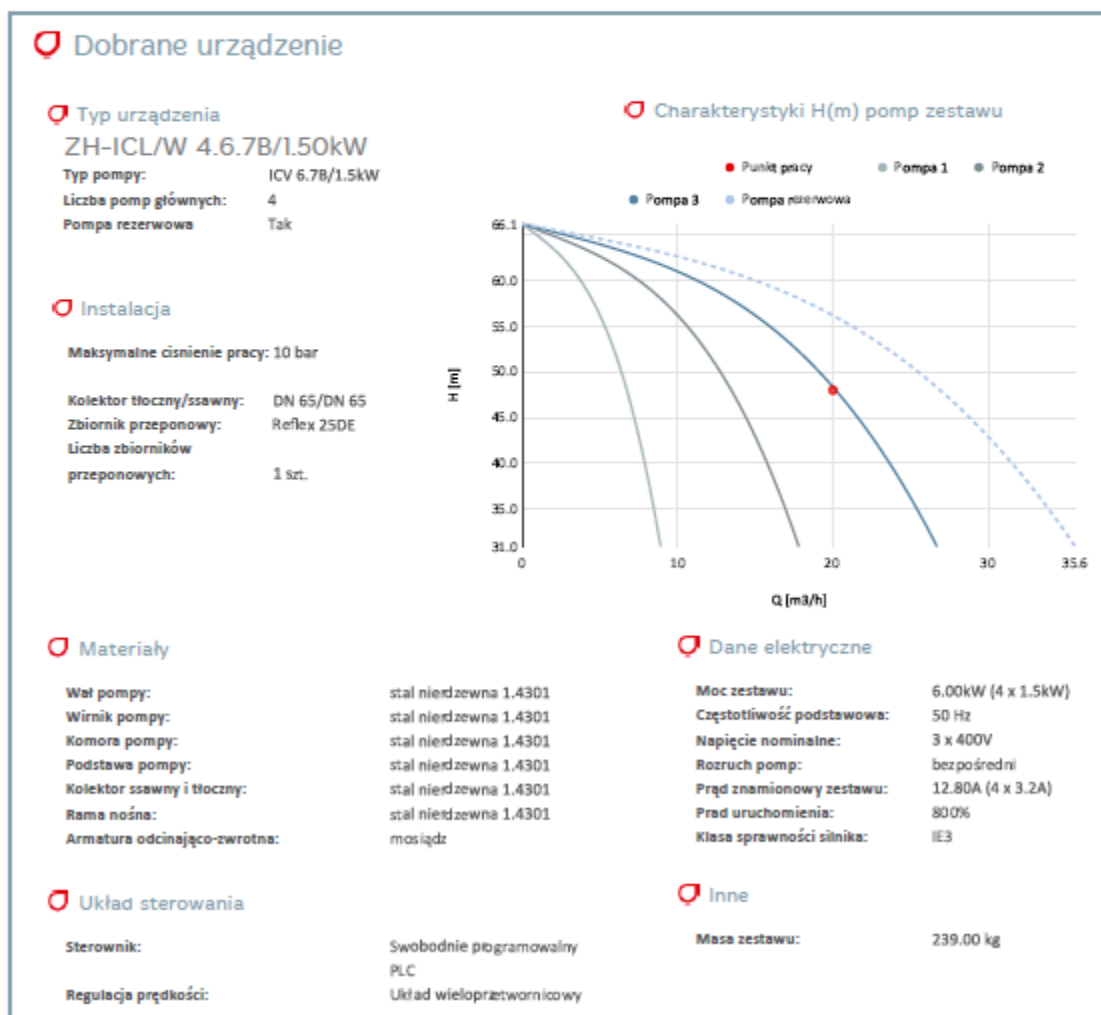 Dobrane urządzenie
Typ urządzenia
ZH-ICL/W 4.6.7B/1.50kW
Typ pompy: ICV 6.7B/1.5kW
Liczba pomp głównych: 4
Pompa rezerwowa Tak
Instalacja
Maksymalne cisnienie pracy: 10 bar
Kolektor tłoczny/ssawny: DN 65/DN 65
Zbiornik przeponowy: Reflex 25DE
Liczba zbiorników
przeponowych: 1 szt.
Charakterystyki H(m) pomp zestawu
Punkt pracy Pompa 1 Pompa 2
Pompa 3 Pompa rezerwowa
66.1
60.0
55.0
50.0
45.0
40.0
35.0
31.0
H [m]
0 10 20 30 35.6
Q [m3/h]
Materiały
Wał pompy: stal nierdzewna 1.4301
Wirnik pompy: stal nierdzewna 1.4301
Komora pompy: stal nierdzewna 1.4301
Podstawa pompy: stal nierdzewna 1.4301
Kolektor ssawny i tłoczny: stal nierdzewna 1.4301
Rama nośna: stal nierdzewna 1.4301
Armatura odcinająco-zwrotna: mosiądz
Dane elektryczne
Moc zestawu: 6.00kW (4 x 1.5kW)
Częstotliwość podstawowa: 50 Hz
Napięcie nominalne: 3 x 400V
Rozruch pomp: bezpośredni
Prąd znamionowy zestawu: 12.80A (4 x 3.2A)
Prad uruchomienia: 800%
Klasa sprawności silnika: IE3
Układ sterowania
Sterownik: Swobodnie programowalny
PLC
Regulacja prędkości: Układ wieloprzetwornicowy
Inne
Masa zestawu: 239.00 kg